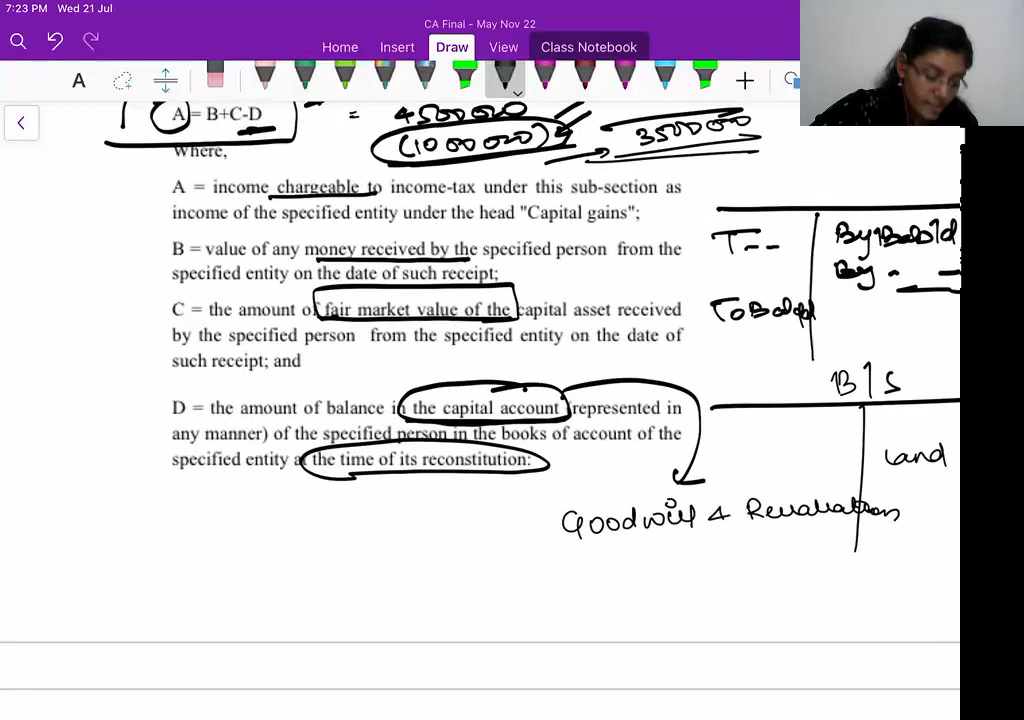 7:23 PM Wed 21 Jul
CA Final - May Nov 22
Home Insert Draw View Class Notebook
A
A = B+C-D
= 4500000
(1000000)
3500000
Where,
A = income chargeable to income-tax under this sub-section as
income of the specified entity under the head "Capital gains";
B = value of any money received by the specified person from the
specified entity on the date of such receipt;
C = the amount of fair market value of the capital asset received
by the specified person from the specified entity on the date of
such receipt; and
D = the amount of balance in the capital account (represented in
any manner) of the specified person in the books of account of the
specified entity at the time of its reconstitution:
Goodwill & Revaluation
By Bal b/d
By
To Bal c/d
B/S
Land